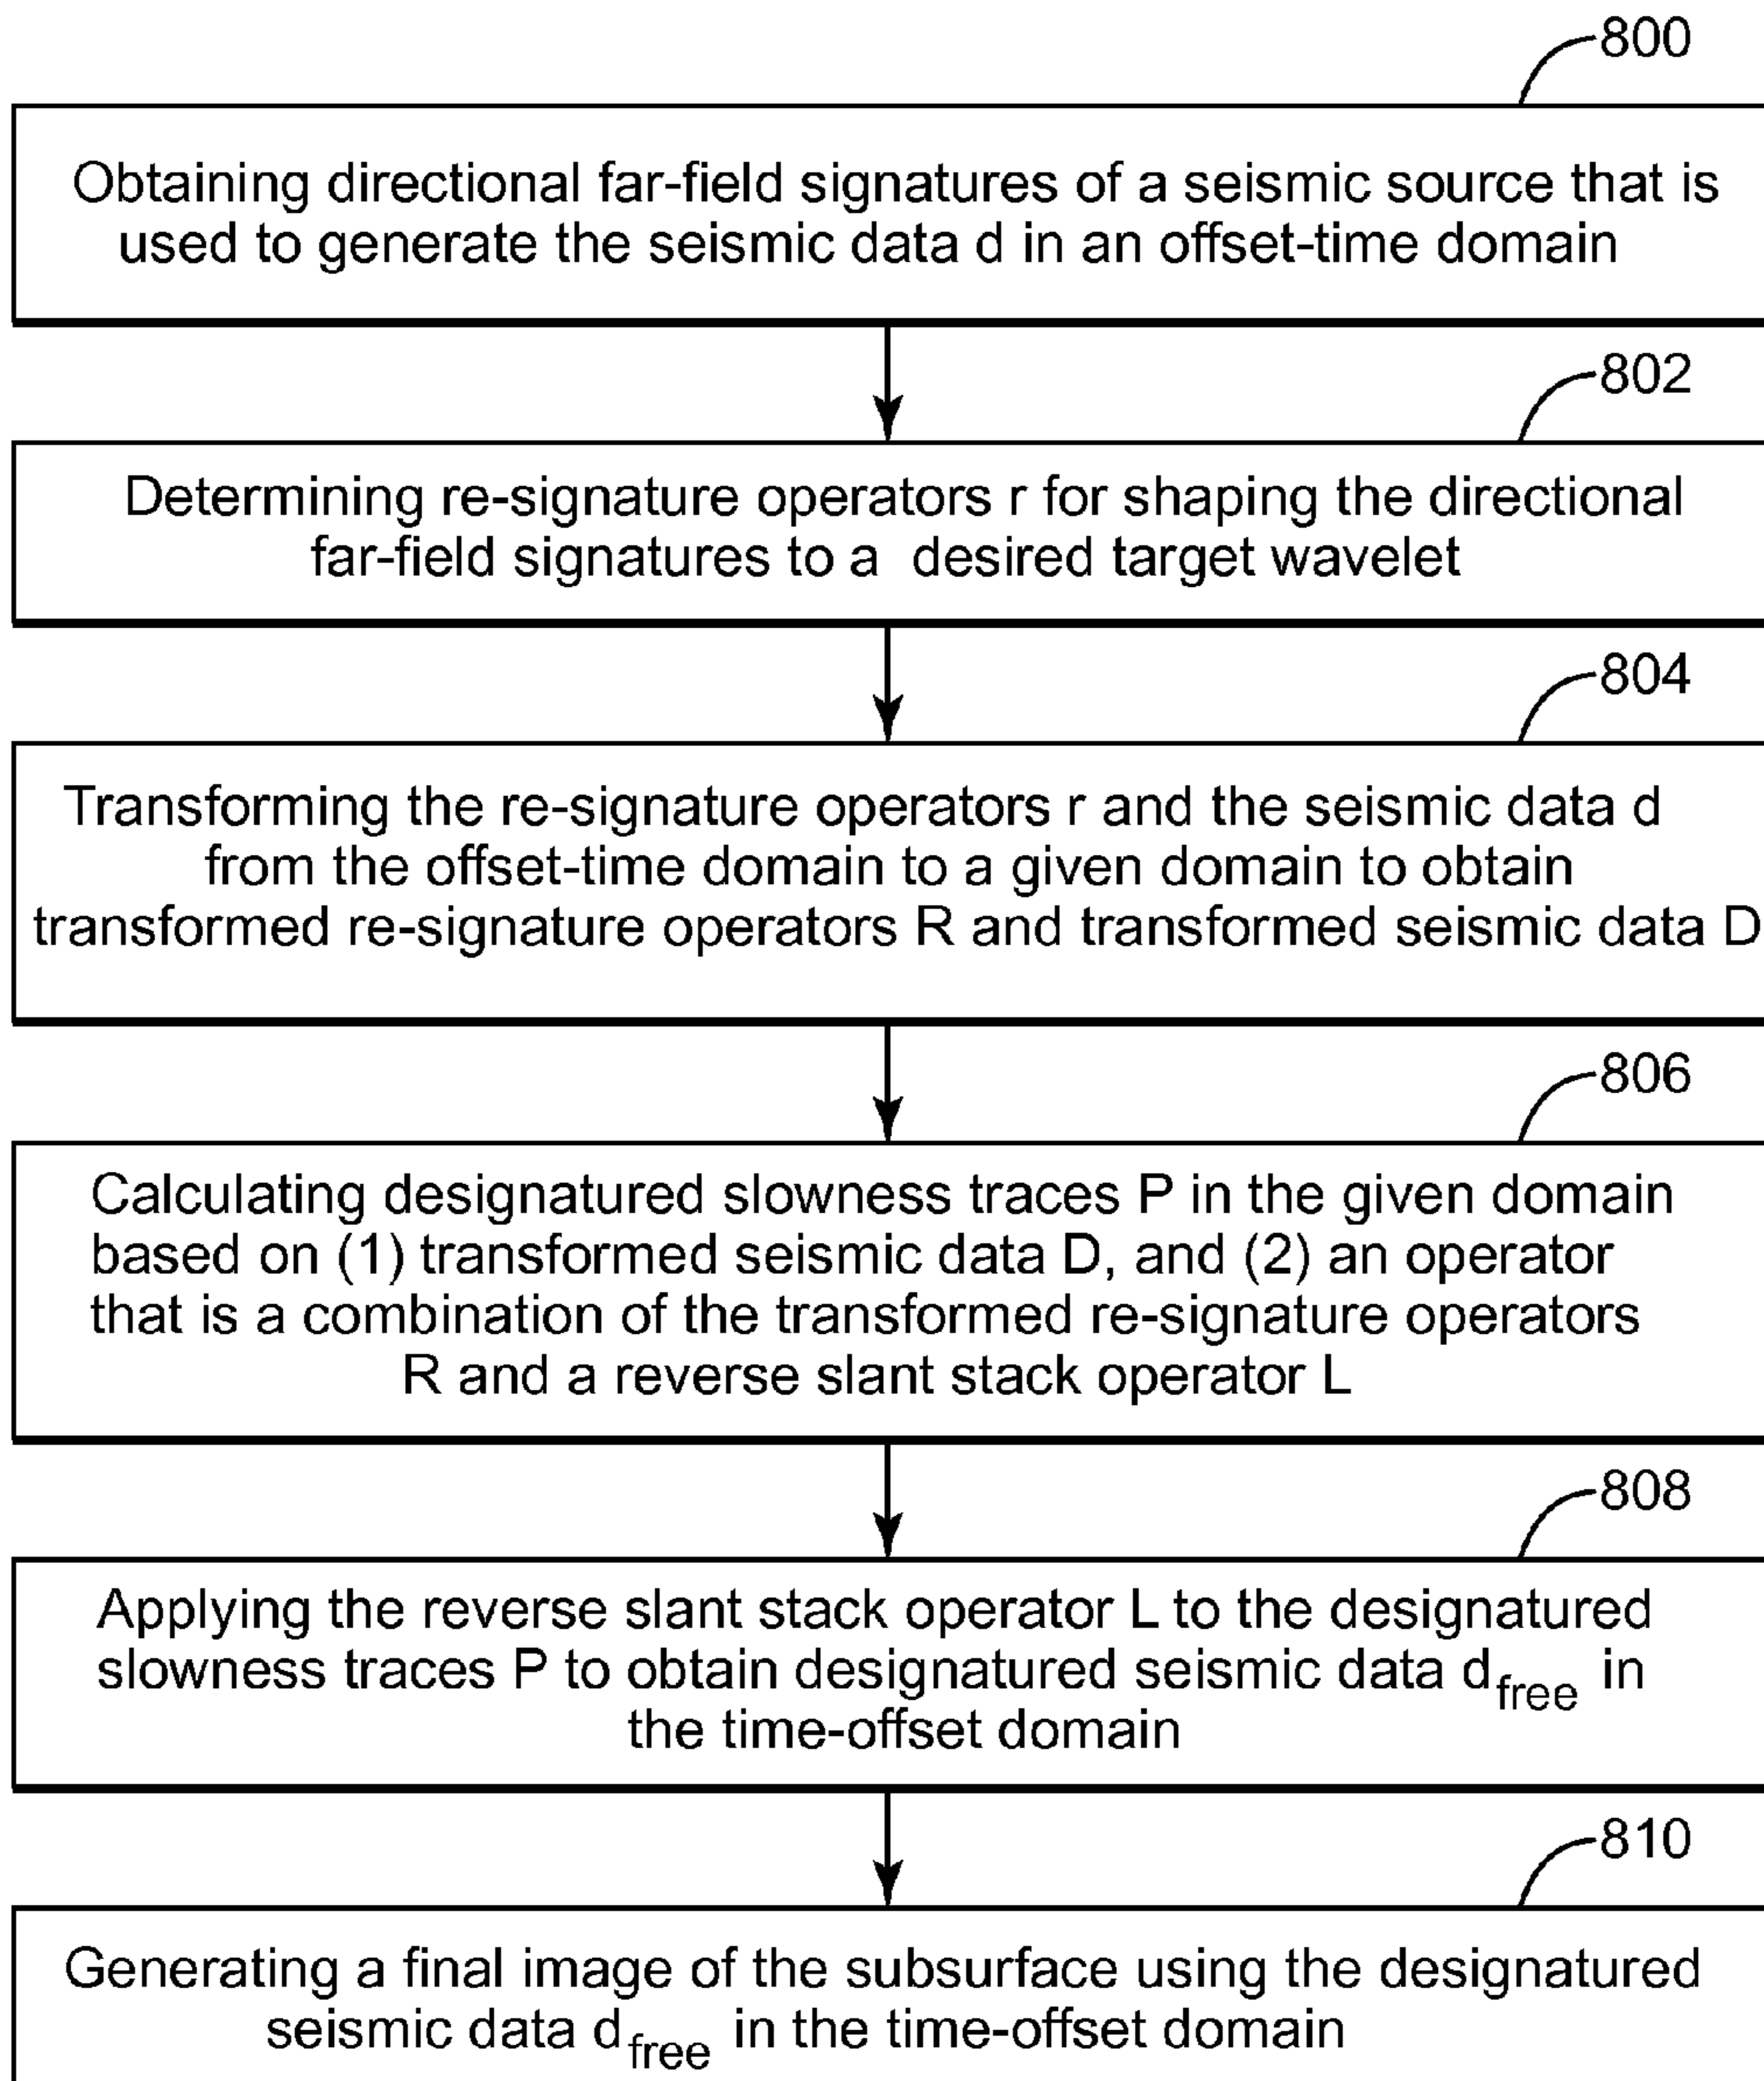 800
Obtaining directional far-field signatures of a seismic source that is
used to generate the seismic data d in an offset-time domain
802
Determining re-signature operators r for shaping the directional
far-field signatures to a desired target wavelet
804
Transforming the re-signature operators r and the seismic data d
from the offset-time domain to a given domain to obtain
transformed re-signature operators R and transformed seismic data D
806
Calculating designatured slowness traces P in the given domain
based on (1) transformed seismic data D, and (2) an operator
that is a combination of the transformed re-signature operators
R and a reverse slant stack operator L
808
Applying the reverse slant stack operator L to the designatured
slowness traces P to obtain designatured seismic data d_free in
the time-offset domain
810
Generating a final image of the subsurface using the designatured
seismic data d_free in the time-offset domain